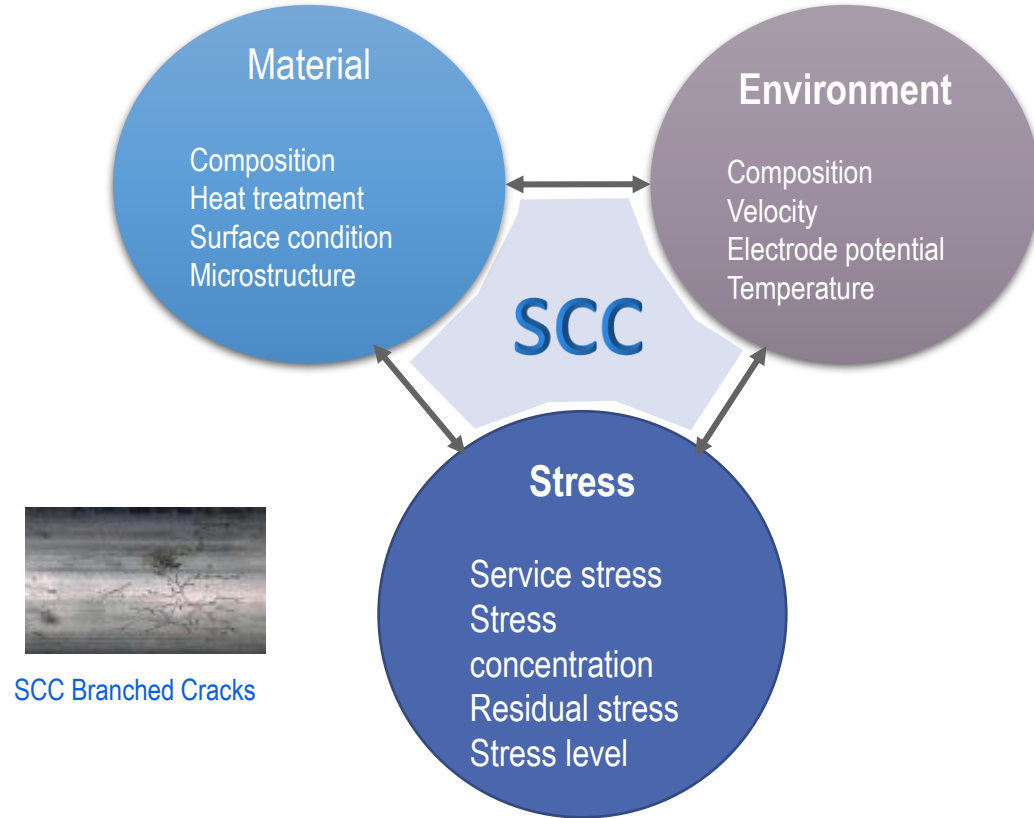 Material
Composition
Heat treatment
Surface condition
Microstructure
Environment
Composition
Velocity
Electrode potential
Temperature
SCC
Stress
Service stress
Stress
concentration
Residual stress
Stress level
SCC Branched Cracks